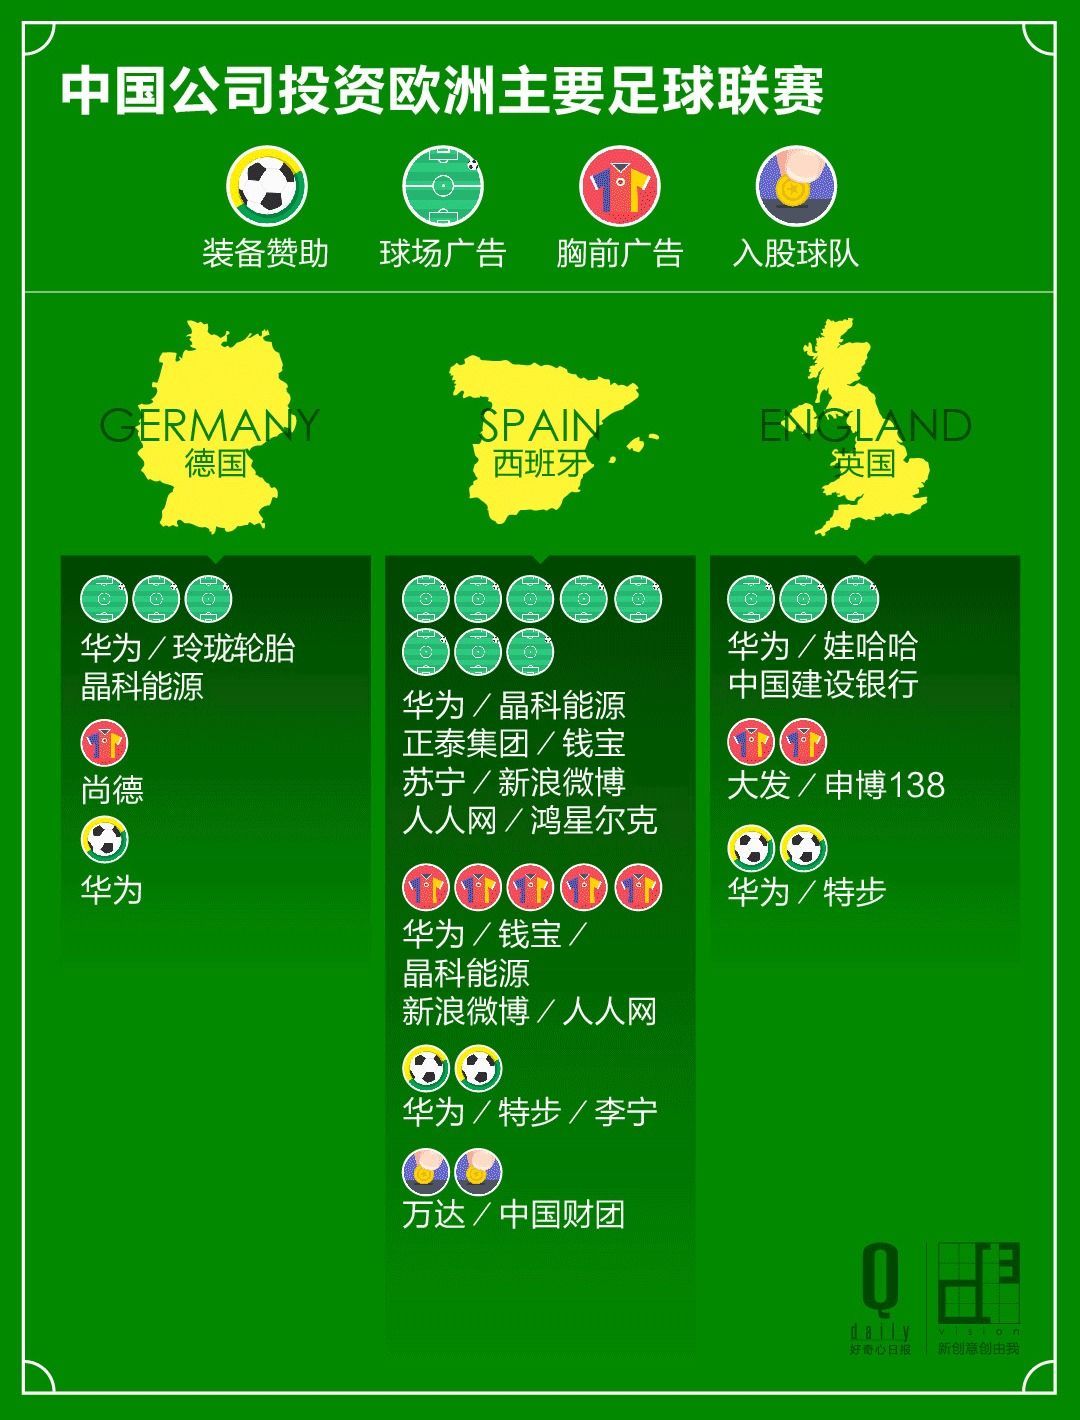 中国公司投资欧洲主要足球联赛
装备赞助 球场广告 胸前广告 入股球队
GERMANY
德国
SPAIN
西班牙
ENGLAND
英国
华为／玲珑轮胎
晶科能源
尚德
华为
华为／晶科能源
正泰集团／钱宝
苏宁／新浪微博
人人网／鸿星尔克
华为／钱宝／
晶科能源
新浪微博／人人网
华为／特步／李宁
万达／中国财团
华为／娃哈哈
中国建设银行
大发／申博138
华为／特步
Q
daily
好奇心日报
d3
vision
新创意创由我